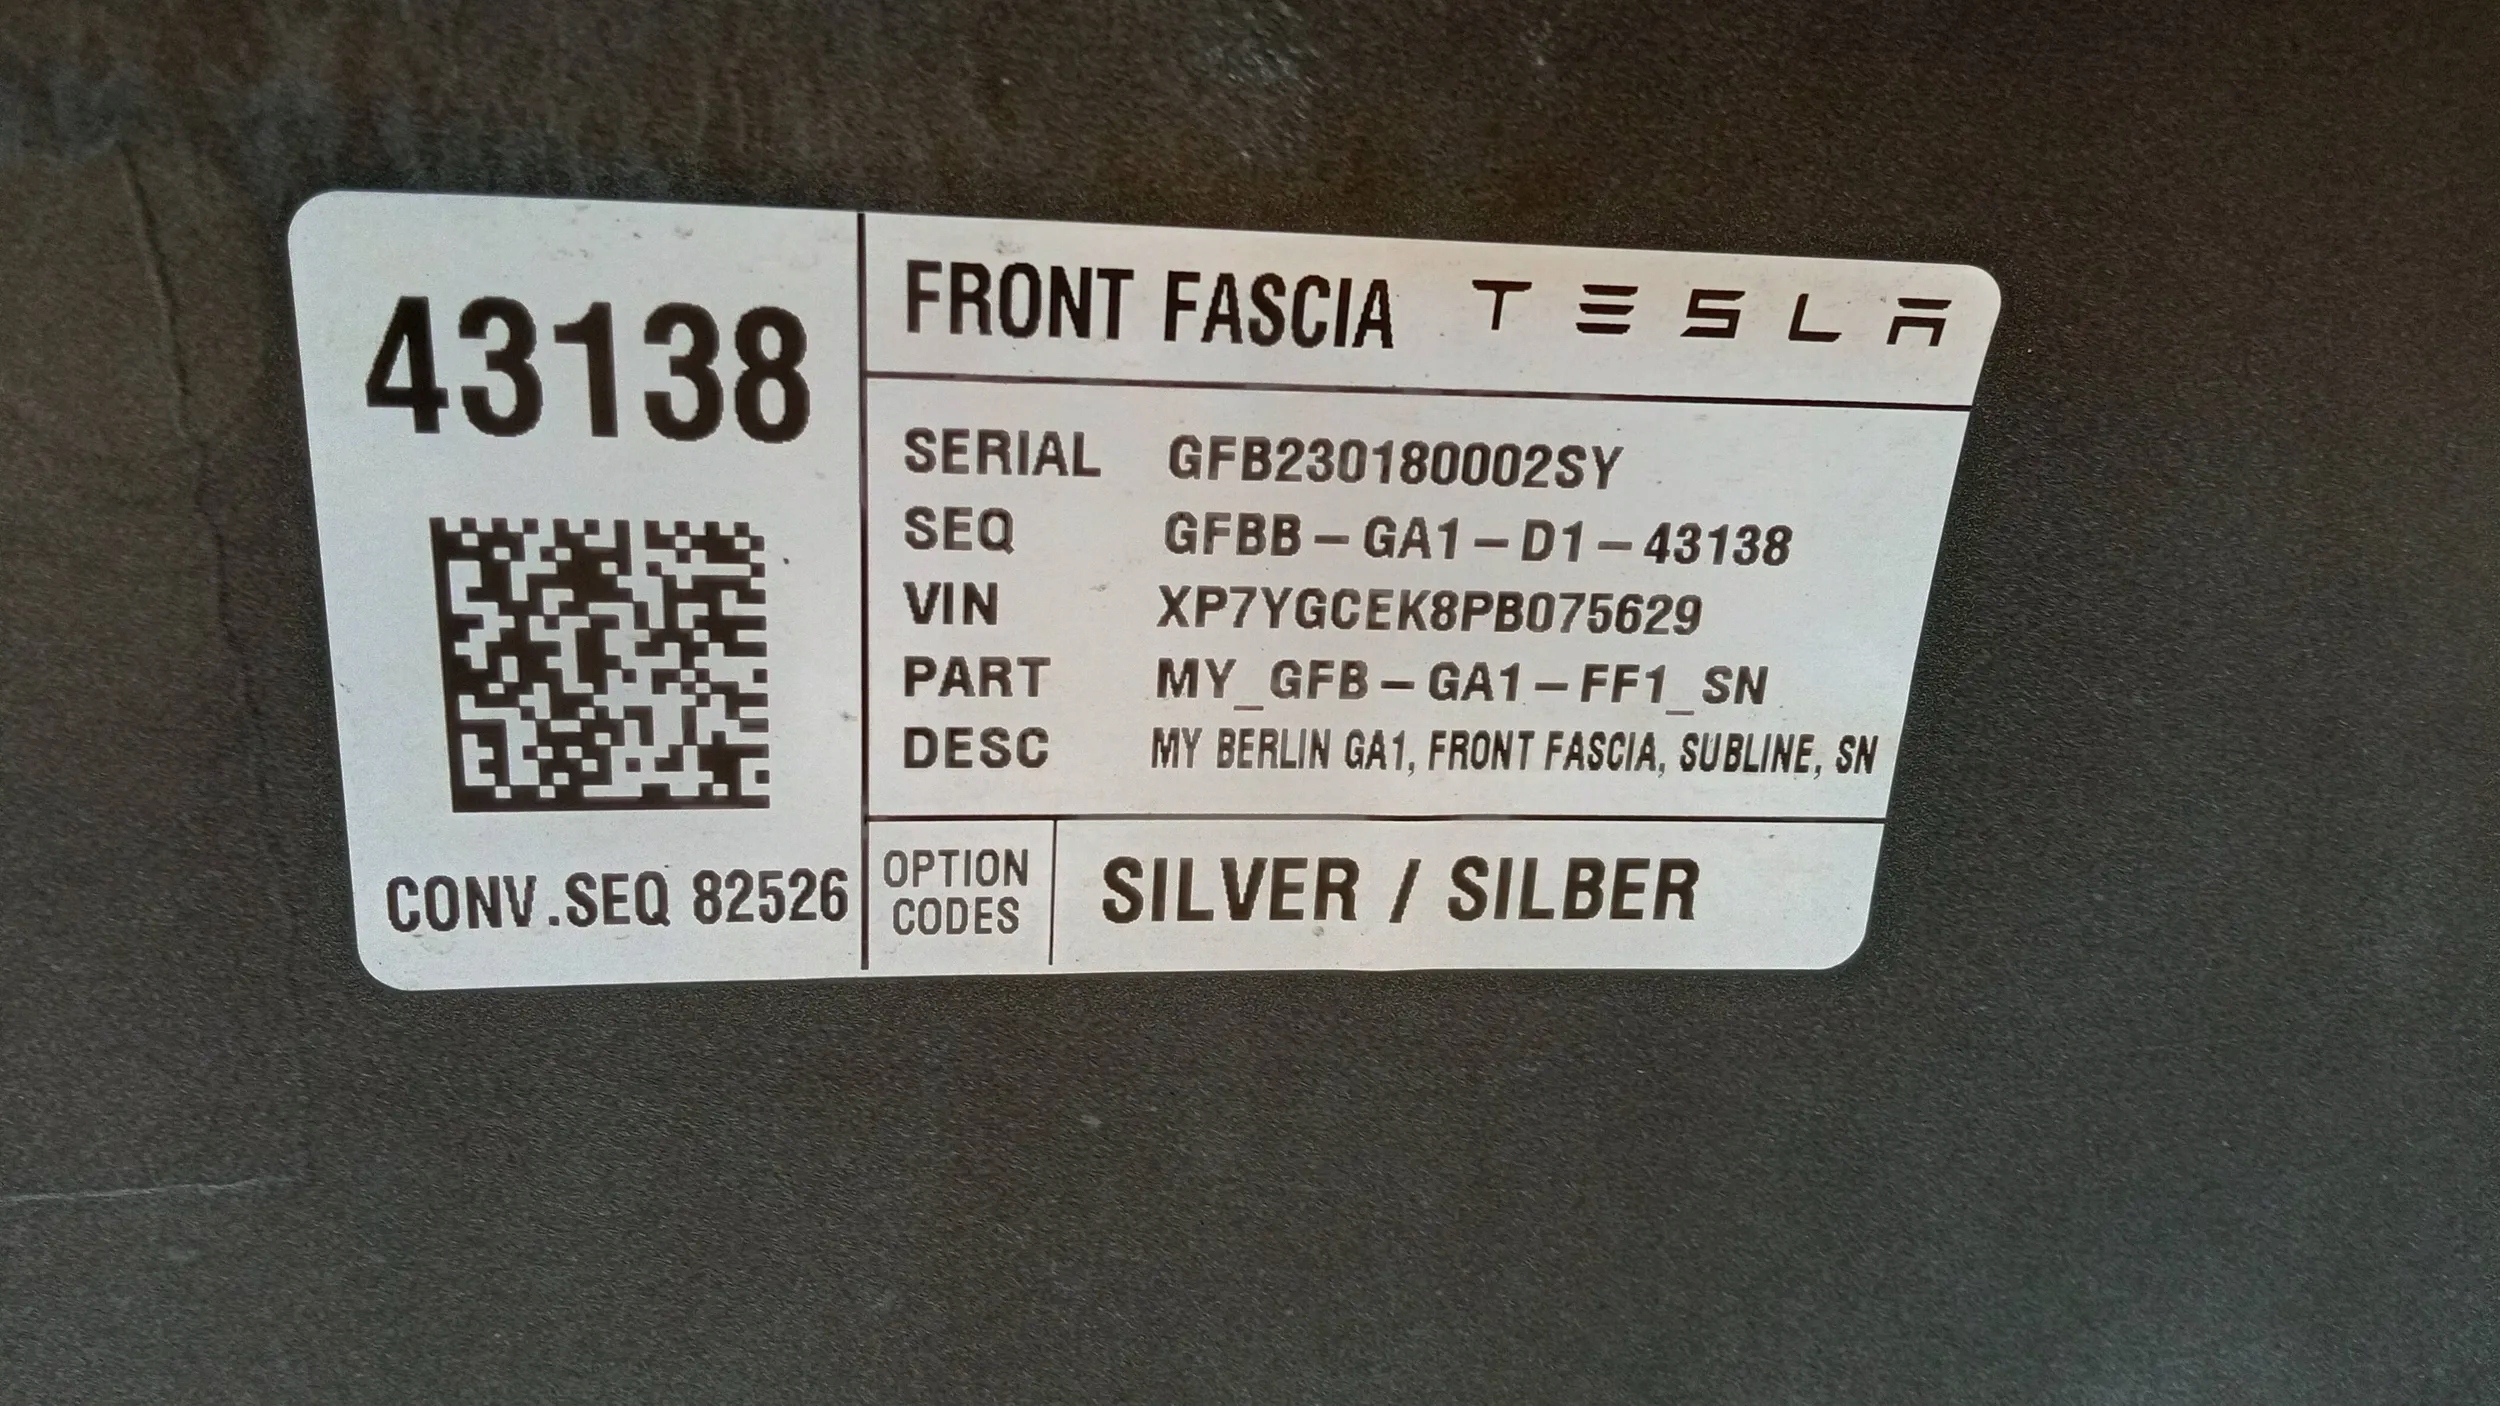 43138
CONV.SEQ 82526
FRONT FASCIA TESLA
SERIAL GFB230180002SY
SEQ GFBB-GA1-D1-43138
VIN XP7YGCEK8PB075629
PART MY_GFB-GA1-FF1_SN
DESC MY BERLIN GA1, FRONT FASCIA, SUBLINE, SN
OPTION
CODES
SILVER / SILBER